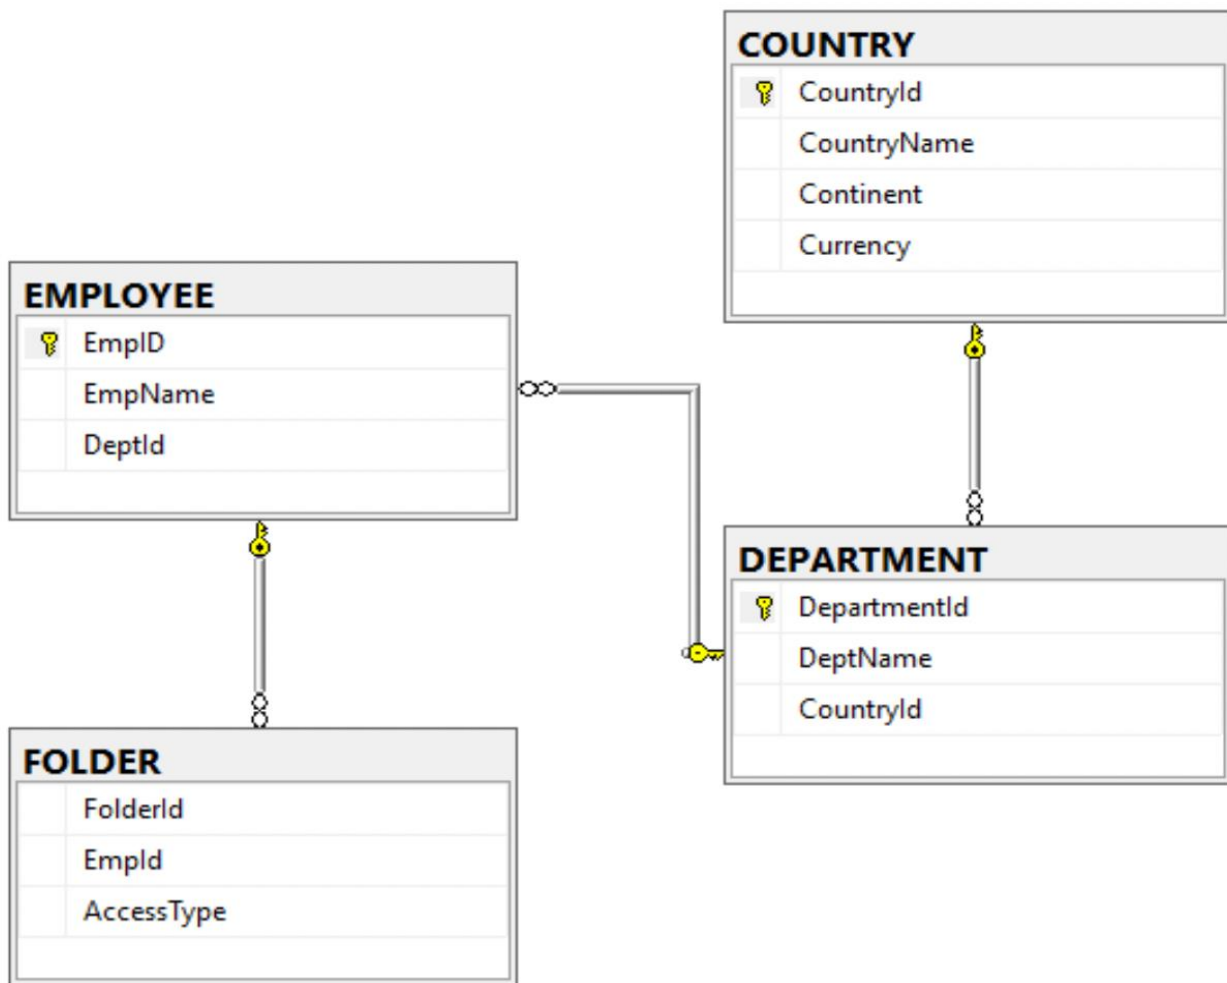 COUNTRY
CountryId
CountryName
Continent
Currency
EMPLOYEE
EmpID
EmpName
DeptId
DEPARTMENT
DepartmentId
DeptName
CountryId
FOLDER
FolderId
EmpId
AccessType